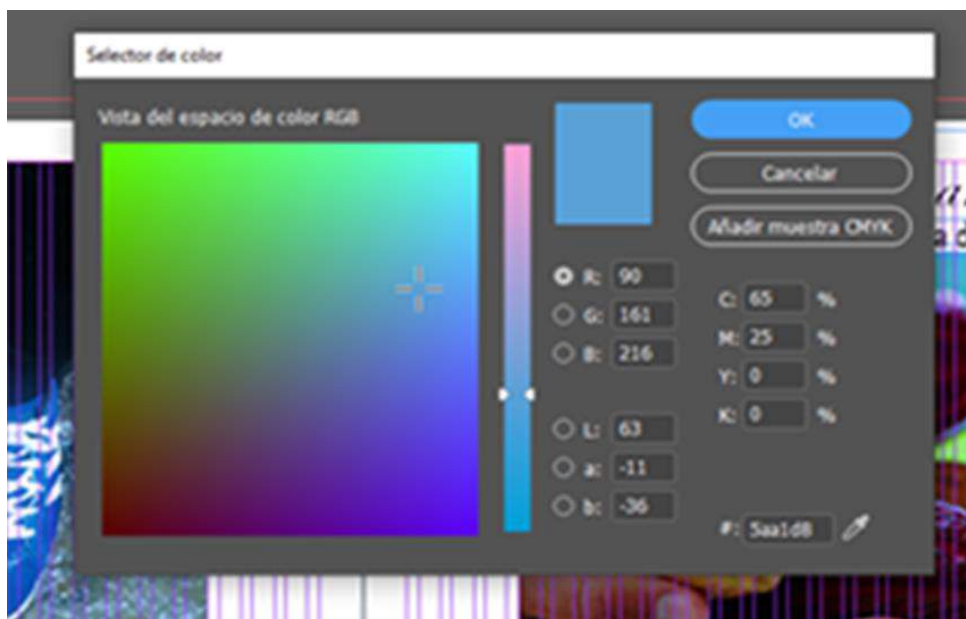 Selector de color
Vista del espacio de color RGB
OK
Cancelar
Añadir muestra CMYK
R: 90
G: 161
B: 216
L: 63
a: -11
b: -36
C: 65 %
M: 25 %
Y: 0 %
K: 0 %
#: 5aa1d8